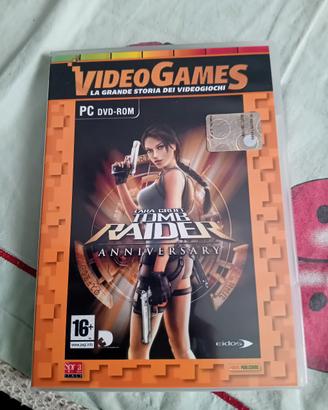 VIDEOGAMES
LA GRANDE STORIA DEI VIDEOGIOCHI
PC DVD-ROM
LARA CROFT
TOMB
RAIDER
ANNIVERSARY
16+
www.pegi.info
eidos